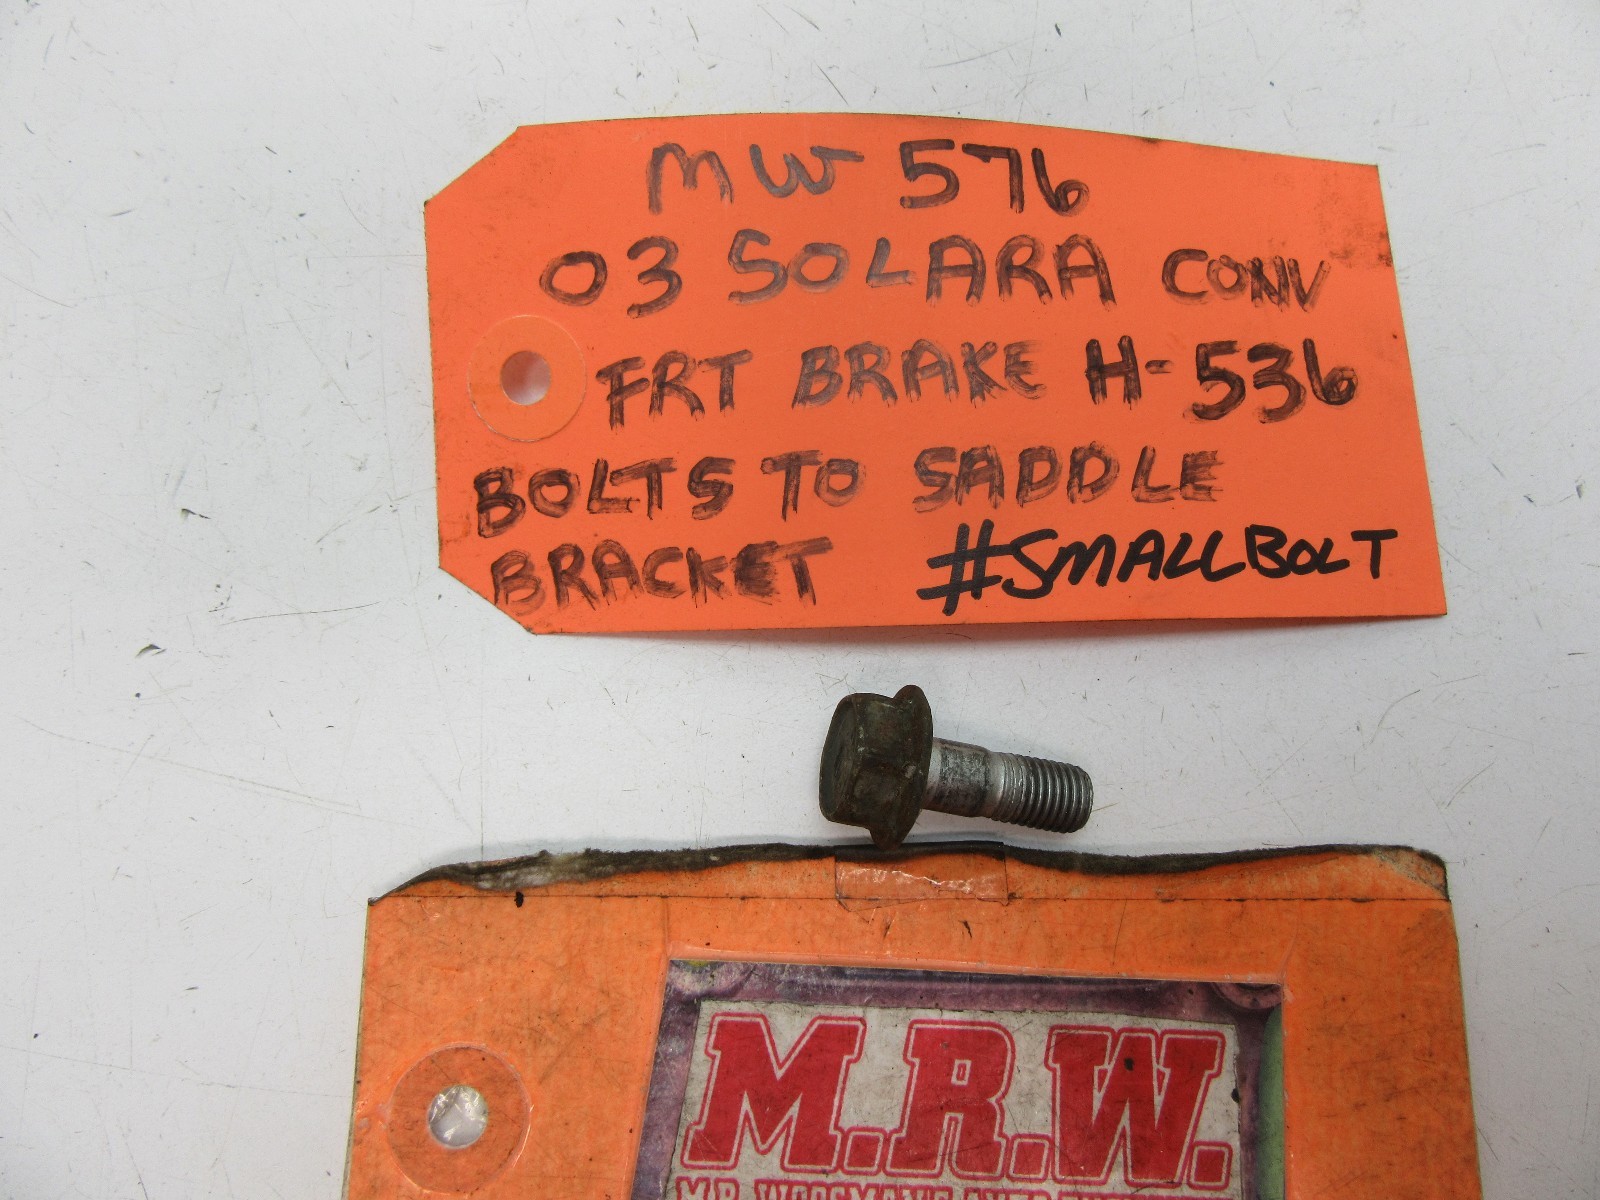 MW 576
03 SOLARA CONV
FRT BRAKE H-536
BOLTS TO SADDLE
BRACKET #SMALLBOLT
M.R.W.